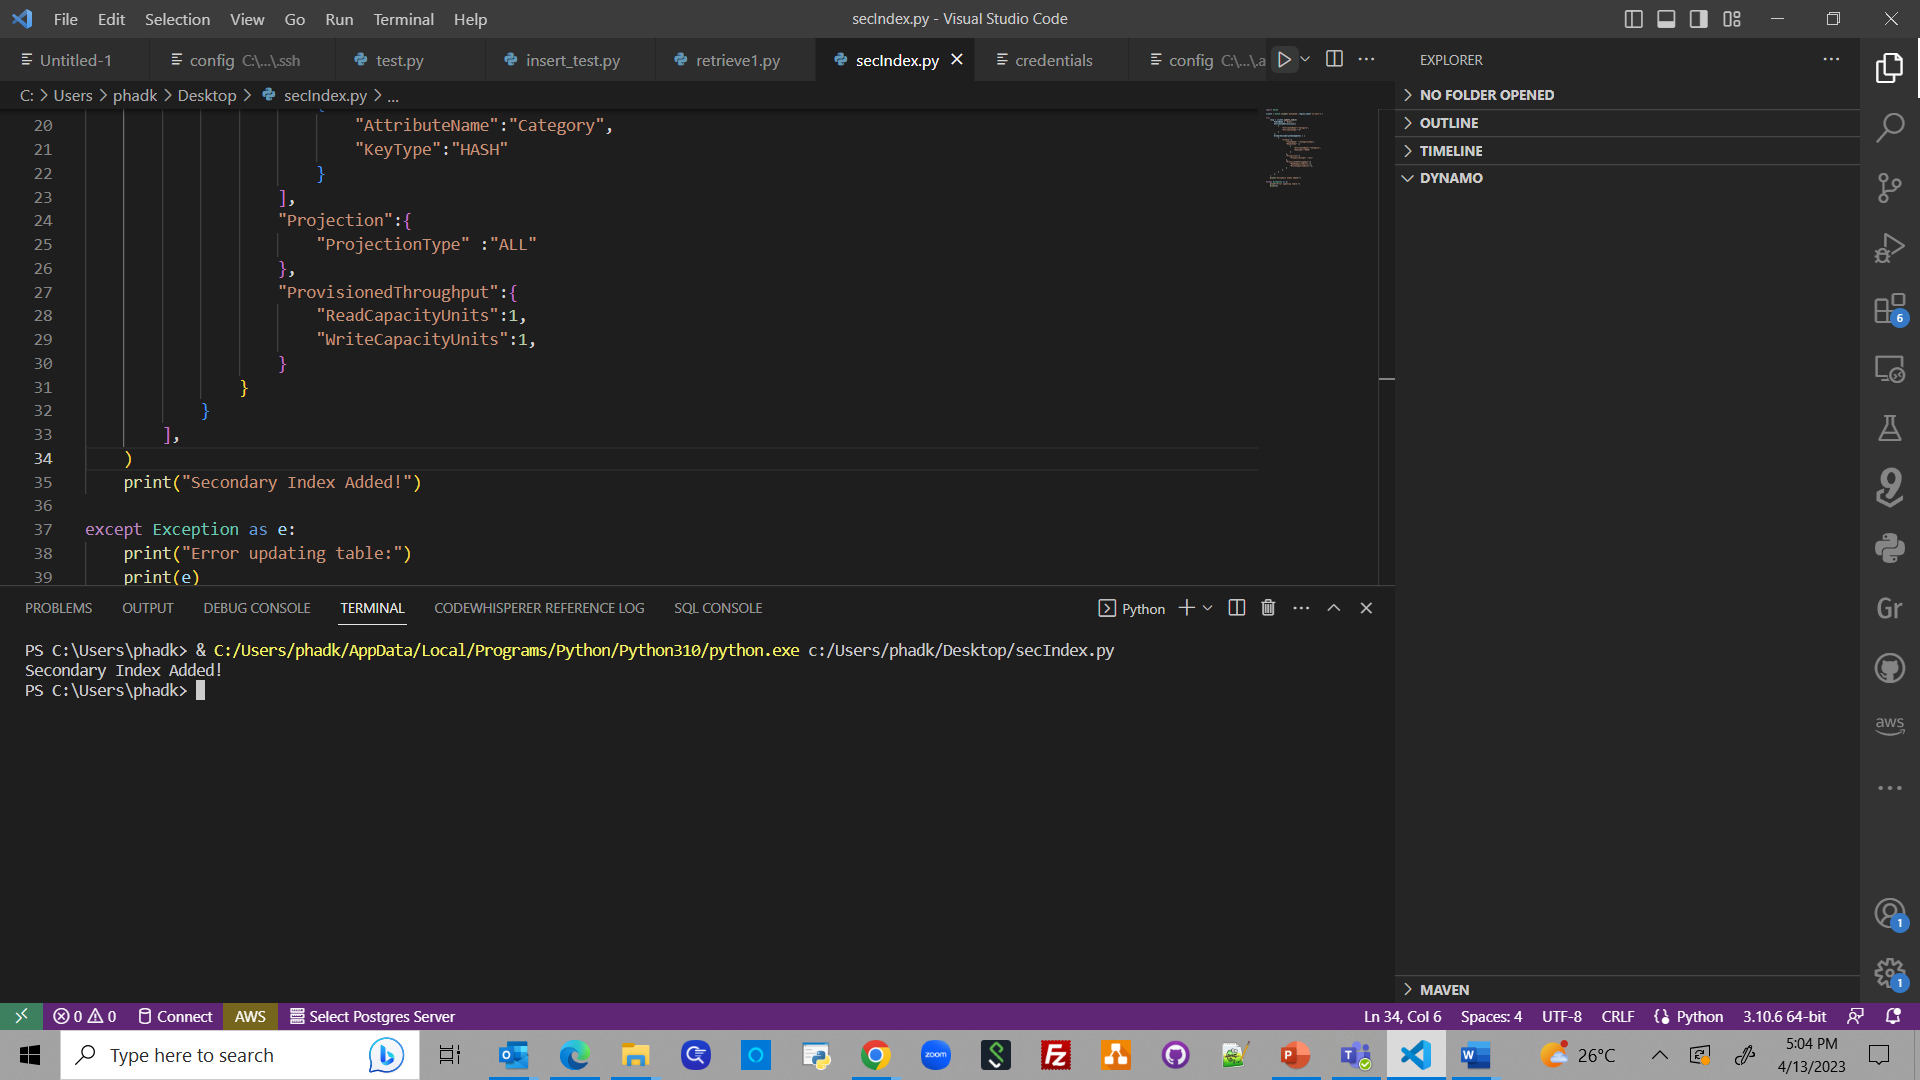 File Edit Selection View Go Run Terminal Help
secIndex.py - Visual Studio Code
Untitled-1
config C:\...\.ssh
test.py
insert_test.py
retrieve1.py
secIndex.py
credentials
config C:\...\.a
EXPLORER
C: > Users > phadk > Desktop > secIndex.py > ...
20 "AttributeName":"Category",
21 "KeyType":"HASH"
22 }
23 ],
24 "Projection":{
25 "ProjectionType" :"ALL"
26 },
27 "ProvisionedThroughput":{
28 "ReadCapacityUnits":1,
29 "WriteCapacityUnits":1,
30 }
31 }
32 }
33 ],
34 )
35 print("Secondary Index Added!")
36
37 except Exception as e:
38 print("Error updating table:")
39 print(e)
NO FOLDER OPENED
OUTLINE
TIMELINE
DYNAMO
MAVEN
6
Gr
aws
1
1
PROBLEMS OUTPUT DEBUG CONSOLE TERMINAL CODEWHISPERER REFERENCE LOG SQL CONSOLE
Python
PS C:\Users\phadk> & C:/Users/phadk/AppData/Local/Programs/Python/Python310/python.exe c:/Users/phadk/Desktop/secIndex.py
Secondary Index Added!
PS C:\Users\phadk>
0 0 Connect AWS Select Postgres Server
Ln 34, Col 6 Spaces: 4 UTF-8 CRLF Python 3.10.6 64-bit
Type here to search
zoom
26°C
5:04 PM
4/13/2023